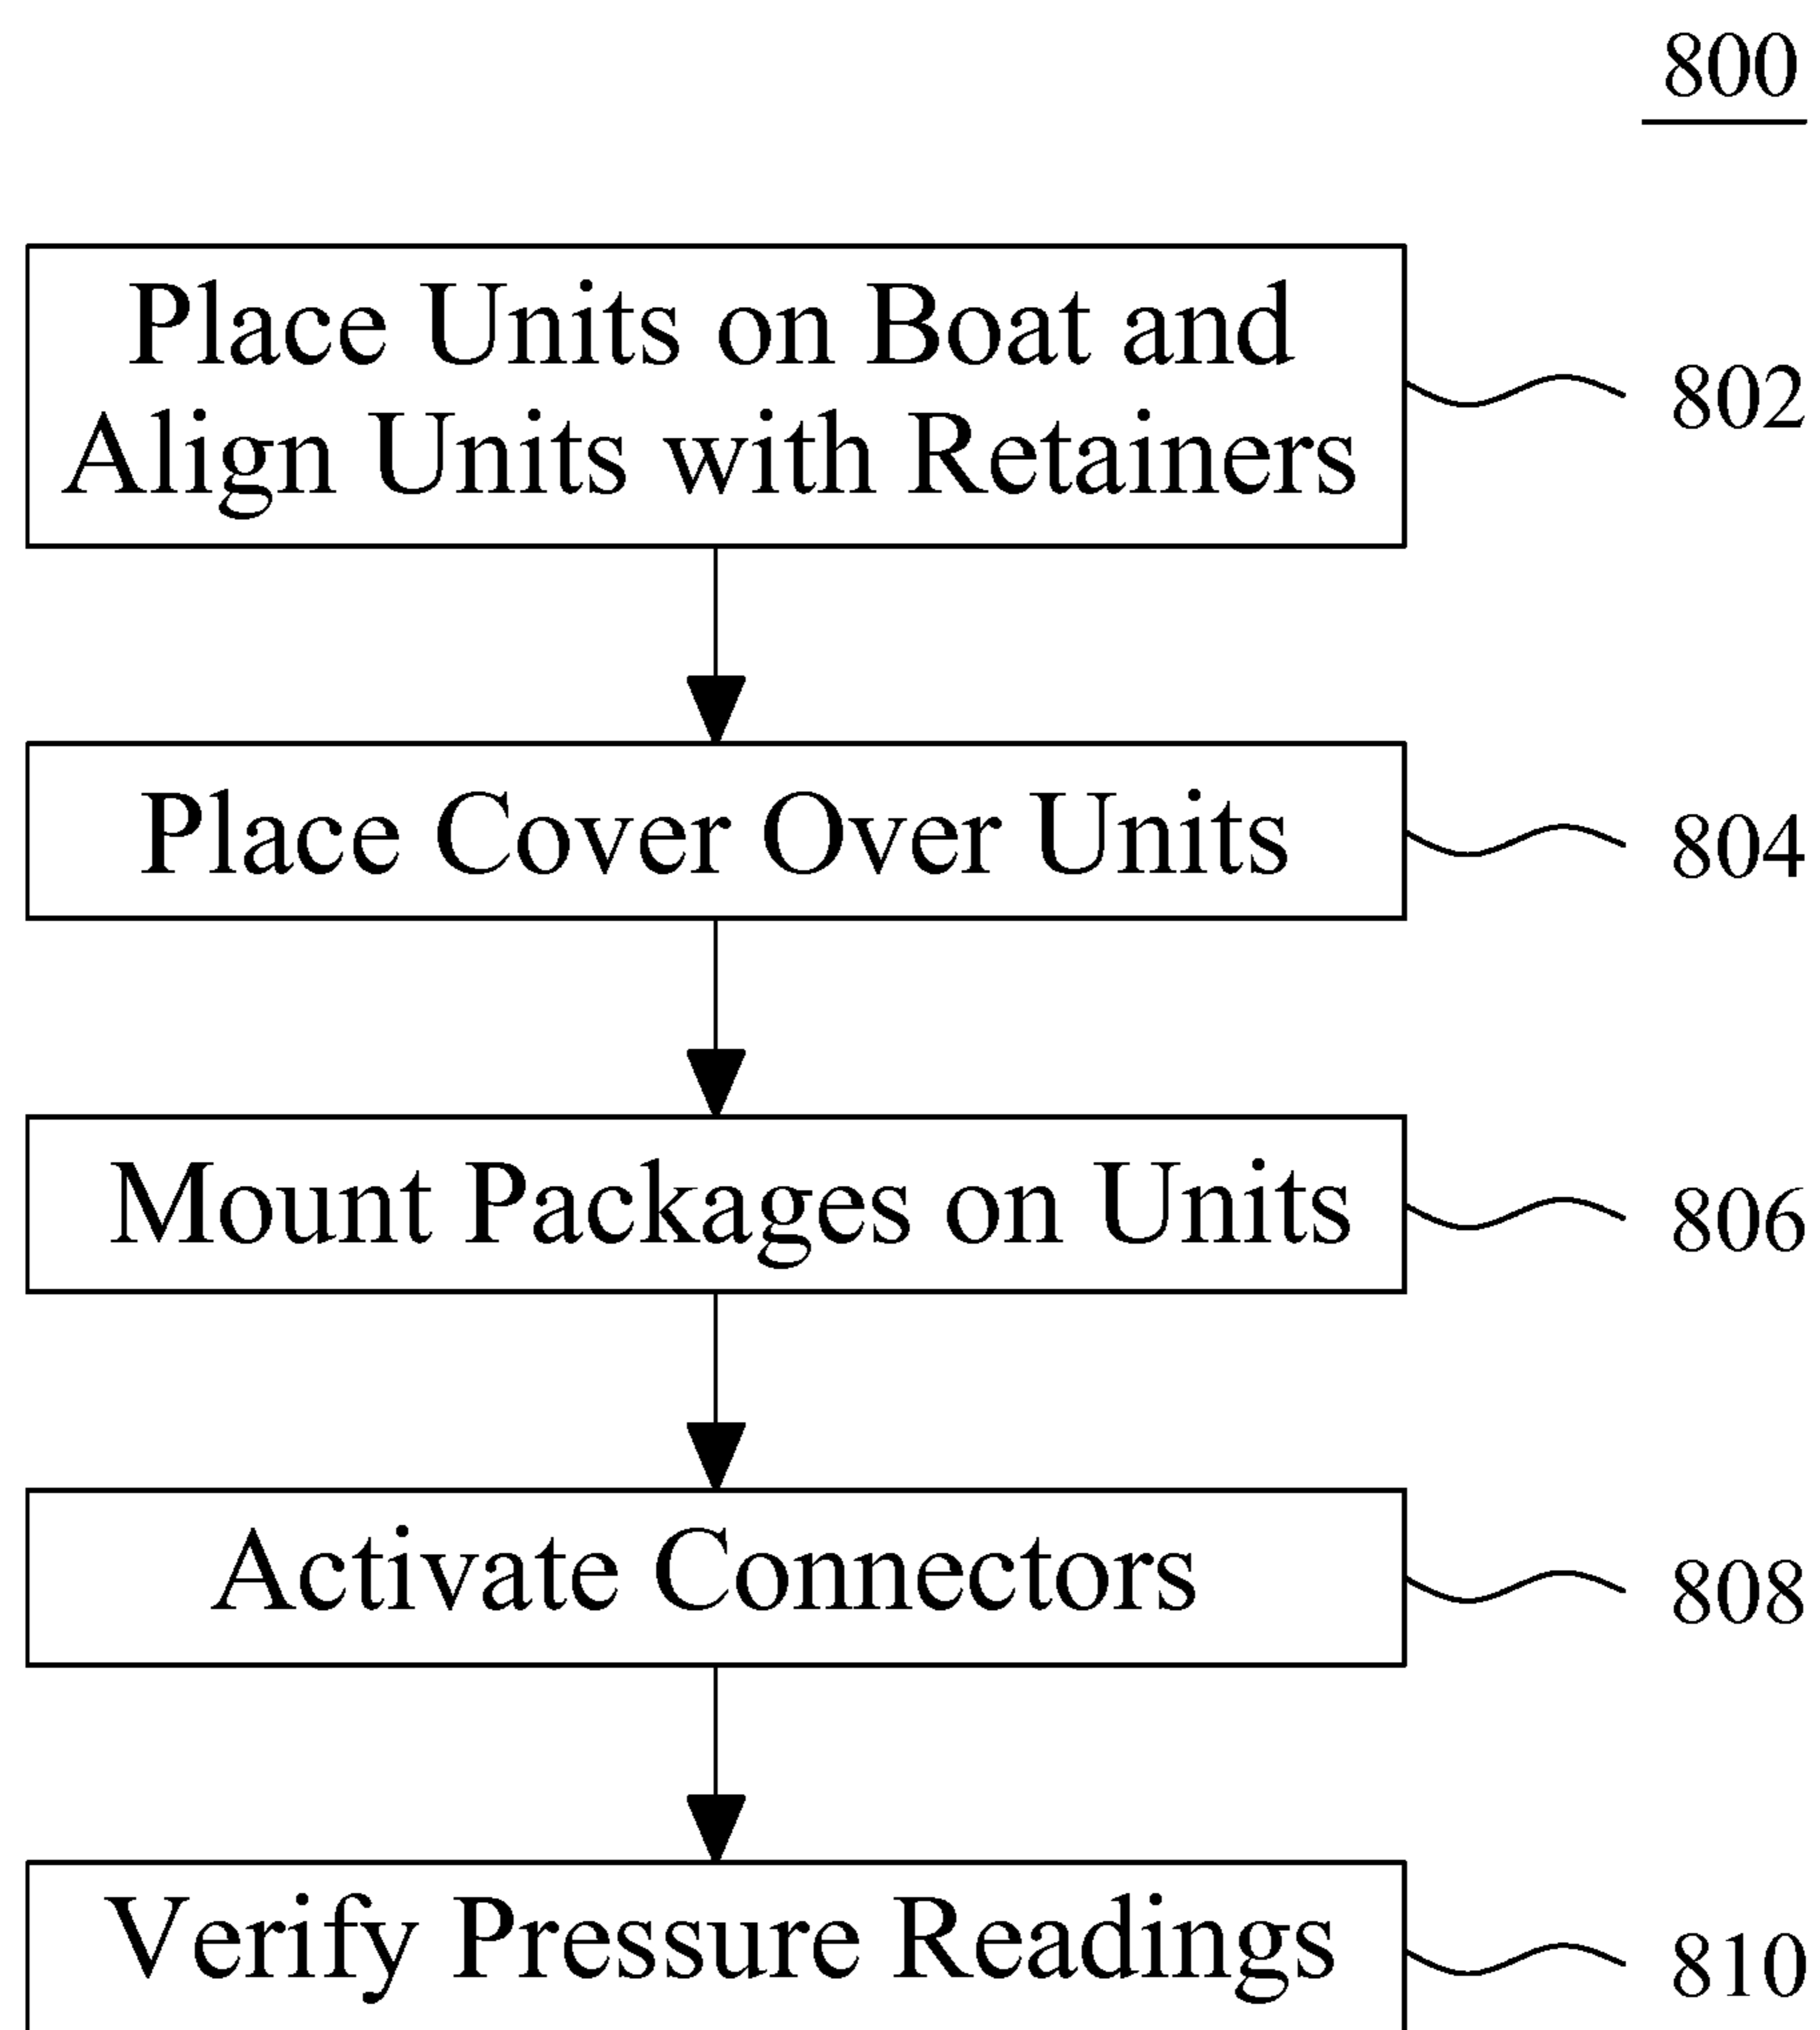 800
Place Units on Boat and
Align Units with Retainers
802
Place Cover Over Units
804
Mount Packages on Units
806
Activate Connectors
808
Verify Pressure Readings
810